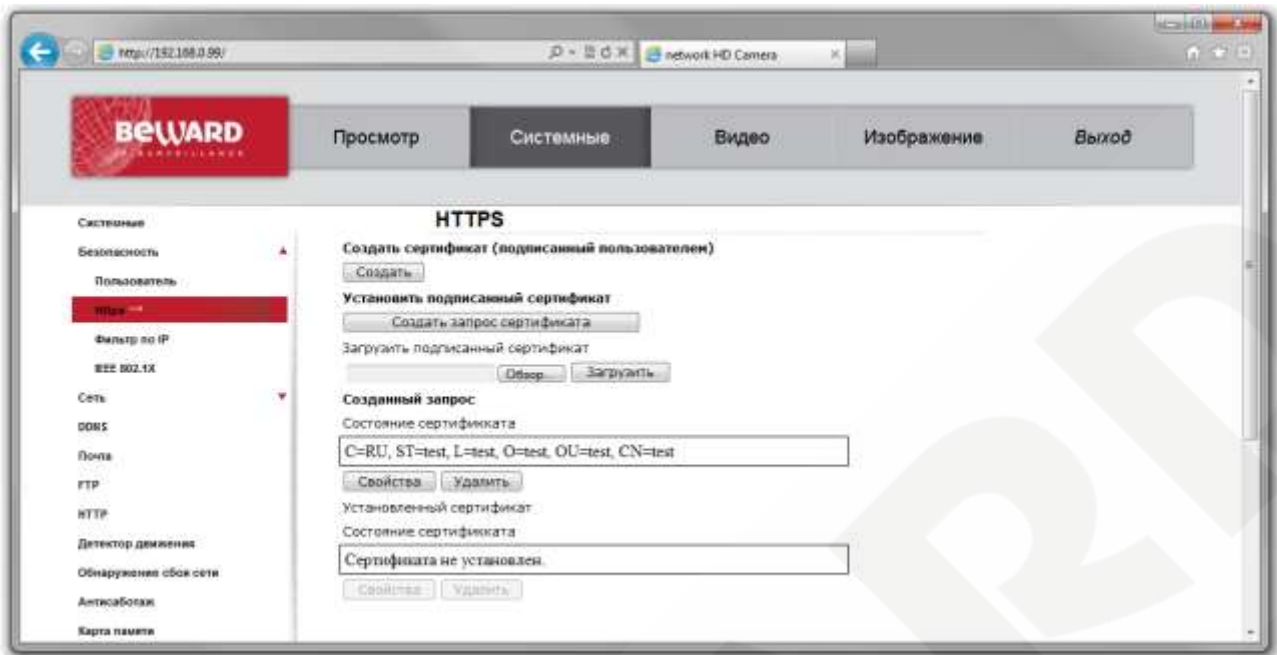 http://192.168.0.99/
network HD Camera
BEWARD
Просмотр
Системные
Видео
Изображение
Выход
Системные
Безопасность
Пользователь
Https
Фильтр по IP
IEEE 802.1X
Сеть
DDNS
Почта
FTP
HTTP
Детектор движения
Обнаружения сбоя сети
Антисаботаж
Карта памяти
HTTPS
Создать сертификат (подписанный пользователем)
Создать
Установить подписанный сертификат
Создать запрос сертификата
Загрузить подписанный сертификат
Обзор...
Загрузить
Созданный запрос
Состояние сертификката
C=RU, ST=test, L=test, O=test, OU=test, CN=test
Свойства
Удалить
Установленный сертификат
Состояние сертификката
Сертификата не установлен.
Свойства
Удалить